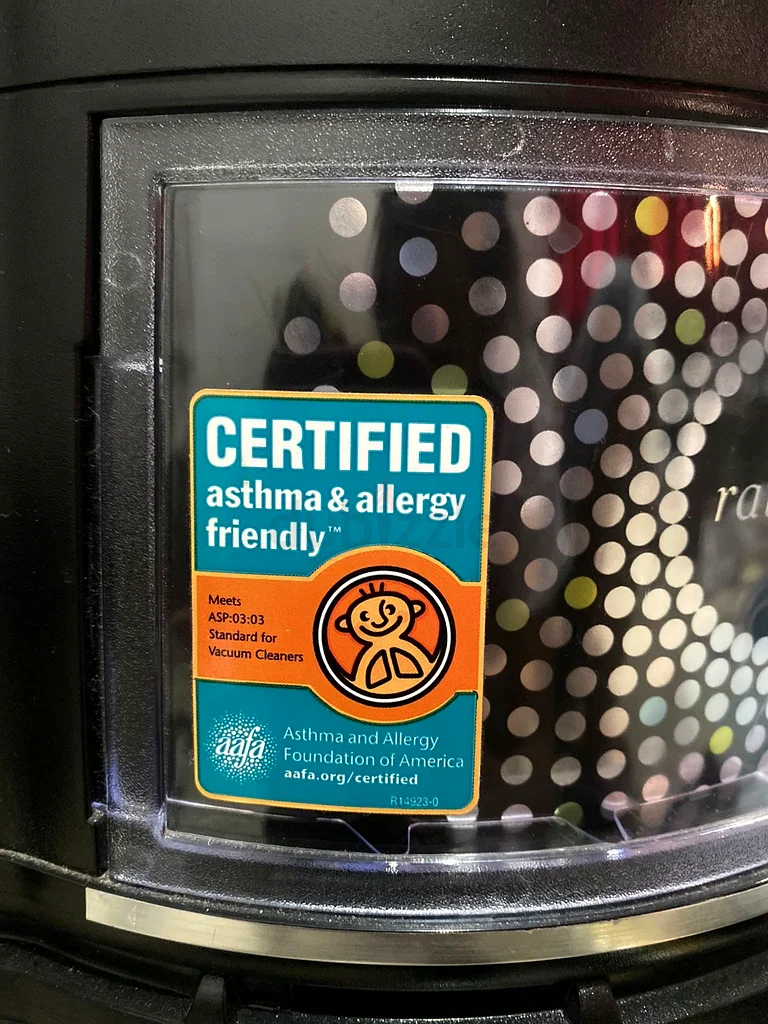 CERTIFIED
asthma & allergy
friendly™
Meets
ASP:03:03
Standard for
Vacuum Cleaners
aafa
Asthma and Allergy
Foundation of America
aafa.org/certified
R14923-0